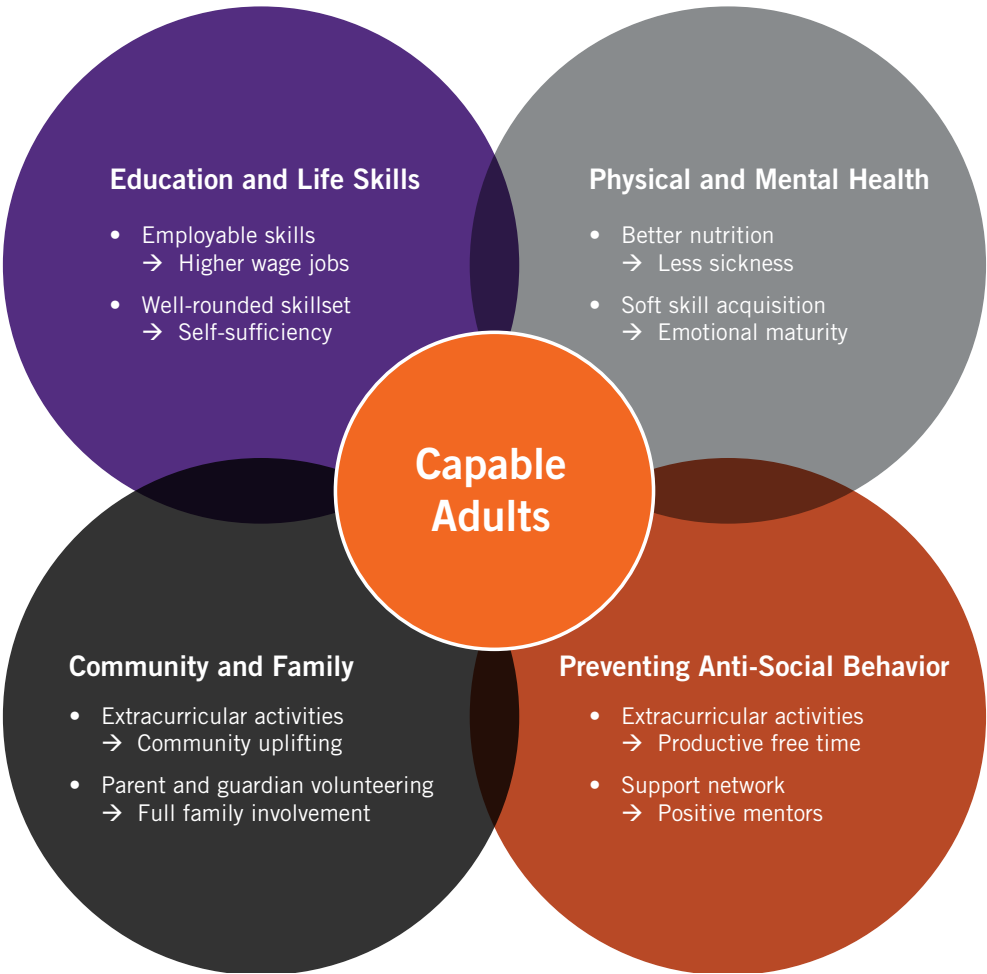 Education and Life Skills
• Employable skills
→ Higher wage jobs
• Well-rounded skillset
→ Self-sufficiency
Physical and Mental Health
• Better nutrition
→ Less sickness
• Soft skill acquisition
→ Emotional maturity
Capable
Adults
Community and Family
• Extracurricular activities
→ Community uplifting
• Parent and guardian volunteering
→ Full family involvement
Preventing Anti-Social Behavior
• Extracurricular activities
→ Productive free time
• Support network
→ Positive mentors